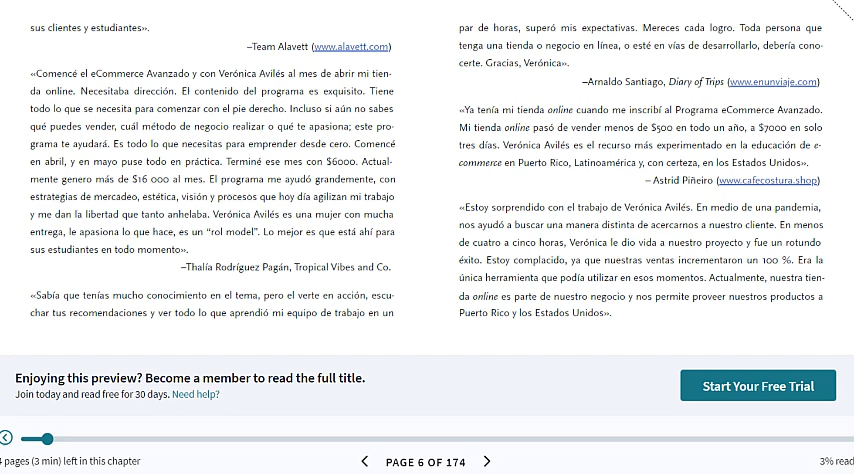 sus clientes y estudiantes».
–Team Alavett (www.alavett.com)
«Comencé el eCommerce Avanzado y con Verónica Avilés al mes de abrir mi tien-
da online. Necesitaba dirección. El contenido del programa es exquisito. Tiene
todo lo que se necesita para comenzar con el pie derecho. Incluso si aún no sabes
qué puedes vender, cuál método de negocio realizar o qué te apasiona; este pro-
grama te ayudará. Es todo lo que necesitas para emprender desde cero. Comencé
en abril, y en mayo puse todo en práctica. Terminé ese mes con $6000. Actual-
mente genero más de $16 000 al mes. El programa me ayudó grandemente, con
estrategias de mercadeo, estética, visión y procesos que hoy día agilizan mi trabajo
y me dan la libertad que tanto anhelaba. Verónica Avilés es una mujer con mucha
entrega, le apasiona lo que hace, es un “rol model”. Lo mejor es que está ahí para
sus estudiantes en todo momento».
–Thalía Rodríguez Pagán, Tropical Vibes and Co.
«Sabía que tenías mucho conocimiento en el tema, pero el verte en acción, escu-
char tus recomendaciones y ver todo lo que aprendió mi equipo de trabajo en un
par de horas, superó mis expectativas. Mereces cada logro. Toda persona que
tenga una tienda o negocio en línea, o esté en vías de desarrollarlo, debería cono-
certe. Gracias, Verónica».
–Arnaldo Santiago, Diary of Trips (www.enunviaje.com)
«Ya tenía mi tienda online cuando me inscribí al Programa eCommerce Avanzado.
Mi tienda online pasó de vender menos de $500 en todo un año, a $7000 en solo
tres días. Verónica Avilés es el recurso más experimentado en la educación de e-
commerce en Puerto Rico, Latinoamérica y, con certeza, en los Estados Unidos».
– Astrid Piñeiro (www.cafecostura.shop)
«Estoy sorprendido con el trabajo de Verónica Avilés. En medio de una pandemia,
nos ayudó a buscar una manera distinta de acercarnos a nuestro cliente. En menos
de cuatro a cinco horas, Verónica le dio vida a nuestro proyecto y fue un rotundo
éxito. Estoy complacido, ya que nuestras ventas incrementaron un 100 %. Era la
única herramienta que podía utilizar en esos momentos. Actualmente, nuestra tien-
da online es parte de nuestro negocio y nos permite proveer nuestros productos a
Puerto Rico y los Estados Unidos».
Enjoying this preview? Become a member to read the full title.
Join today and read free for 30 days. Need help?
Start Your Free Trial
4 pages (3 min) left in this chapter
PAGE 6 OF 174
3% read